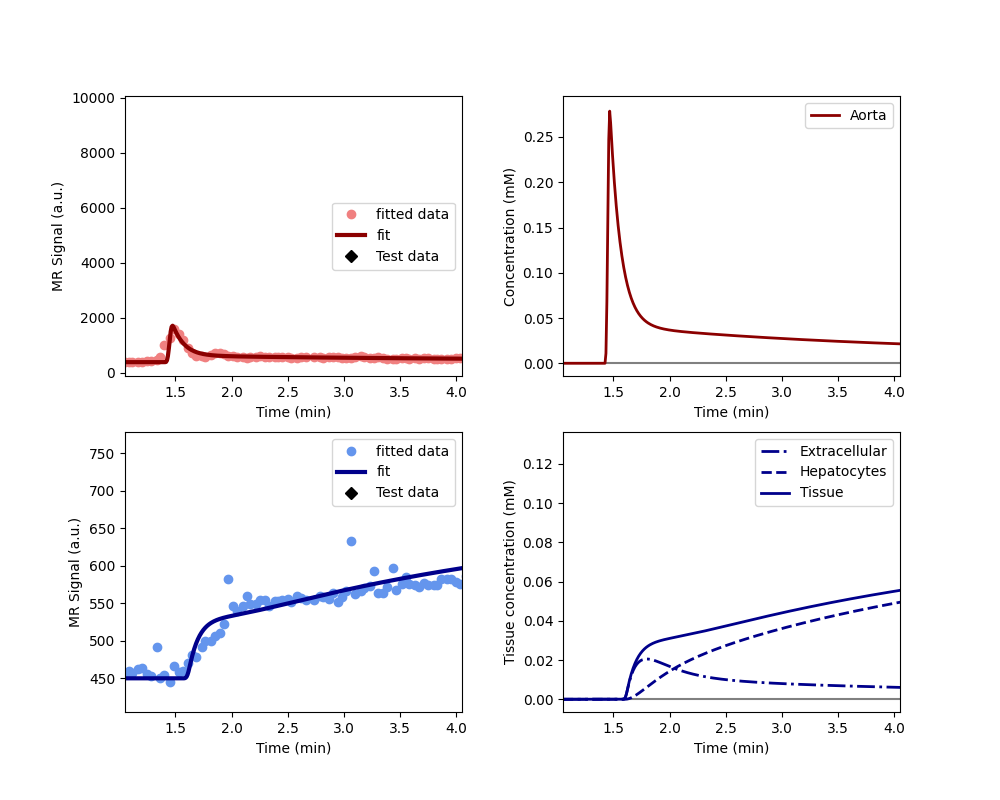 MR Signal (a.u.)
10000
8000
6000
4000
2000
0
fitted data
fit
Test data
1.5 2.0 2.5 3.0 3.5 4.0
Time (min)
Concentration (mM)
0.25
0.20
0.15
0.10
0.05
0.00
Aorta
1.5 2.0 2.5 3.0 3.5 4.0
Time (min)
MR Signal (a.u.)
750
700
650
600
550
500
450
fitted data
fit
Test data
1.5 2.0 2.5 3.0 3.5 4.0
Time (min)
Tissue concentration (mM)
0.12
0.10
0.08
0.06
0.04
0.02
0.00
Extracellular
Hepatocytes
Tissue
1.5 2.0 2.5 3.0 3.5 4.0
Time (min)